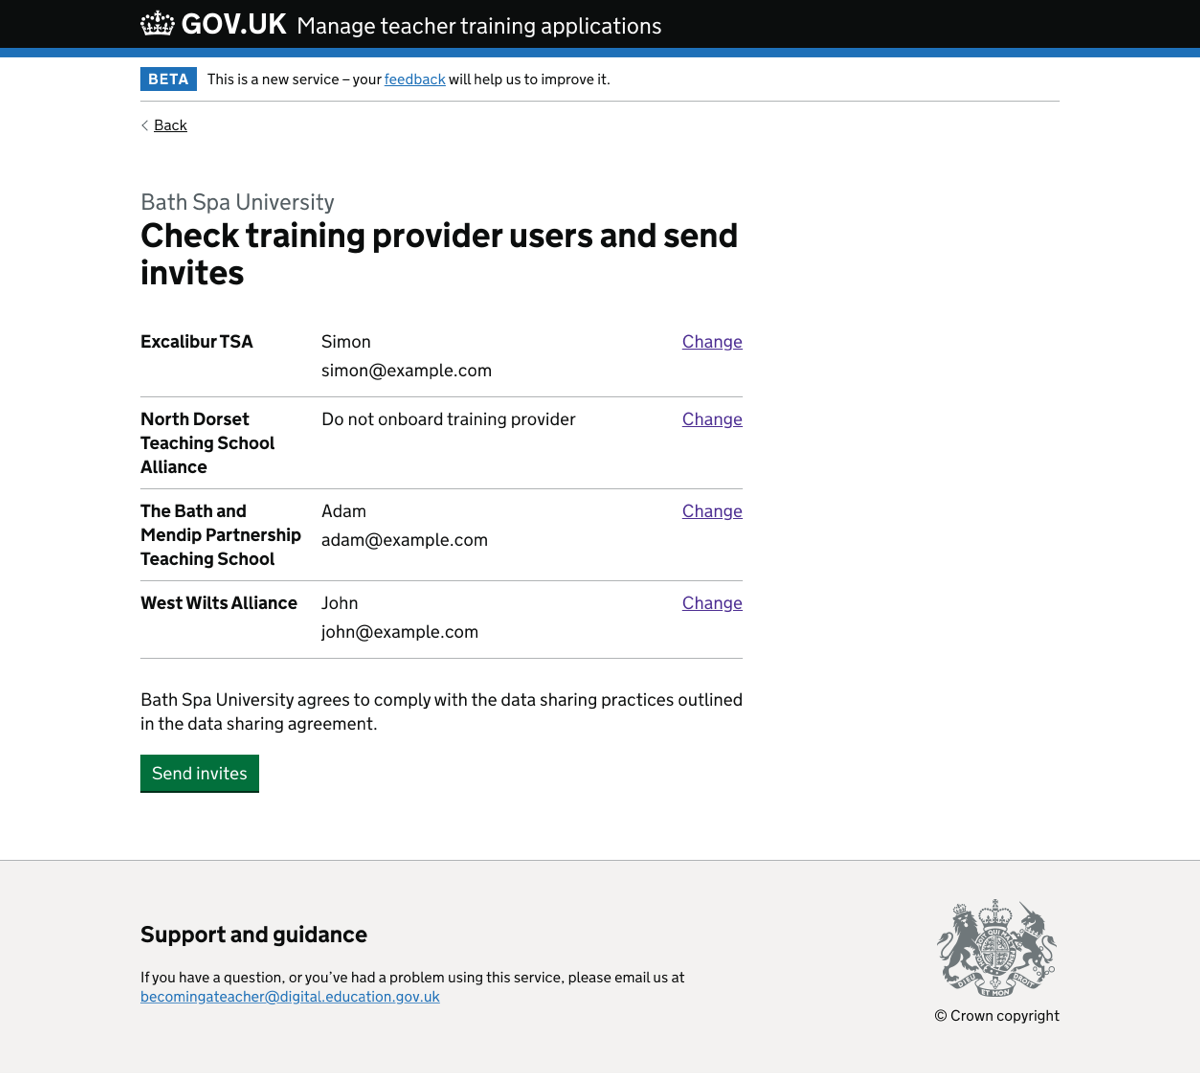 GOV.UK Manage teacher training applications
BETA This is a new service – your feedback will help us to improve it.
Back
Bath Spa University
Check training provider users and send
invites
Excalibur TSA Simon Change
simon@example.com
North Dorset Do not onboard training provider Change
Teaching School
Alliance
The Bath and Adam Change
Mendip Partnership adam@example.com
Teaching School
West Wilts Alliance John Change
john@example.com
Bath Spa University agrees to comply with the data sharing practices outlined
in the data sharing agreement.
Send invites
Support and guidance
If you have a question, or you’ve had a problem using this service, please email us at
becomingateacher@digital.education.gov.uk
DIEU ET MON DROIT
© Crown copyright